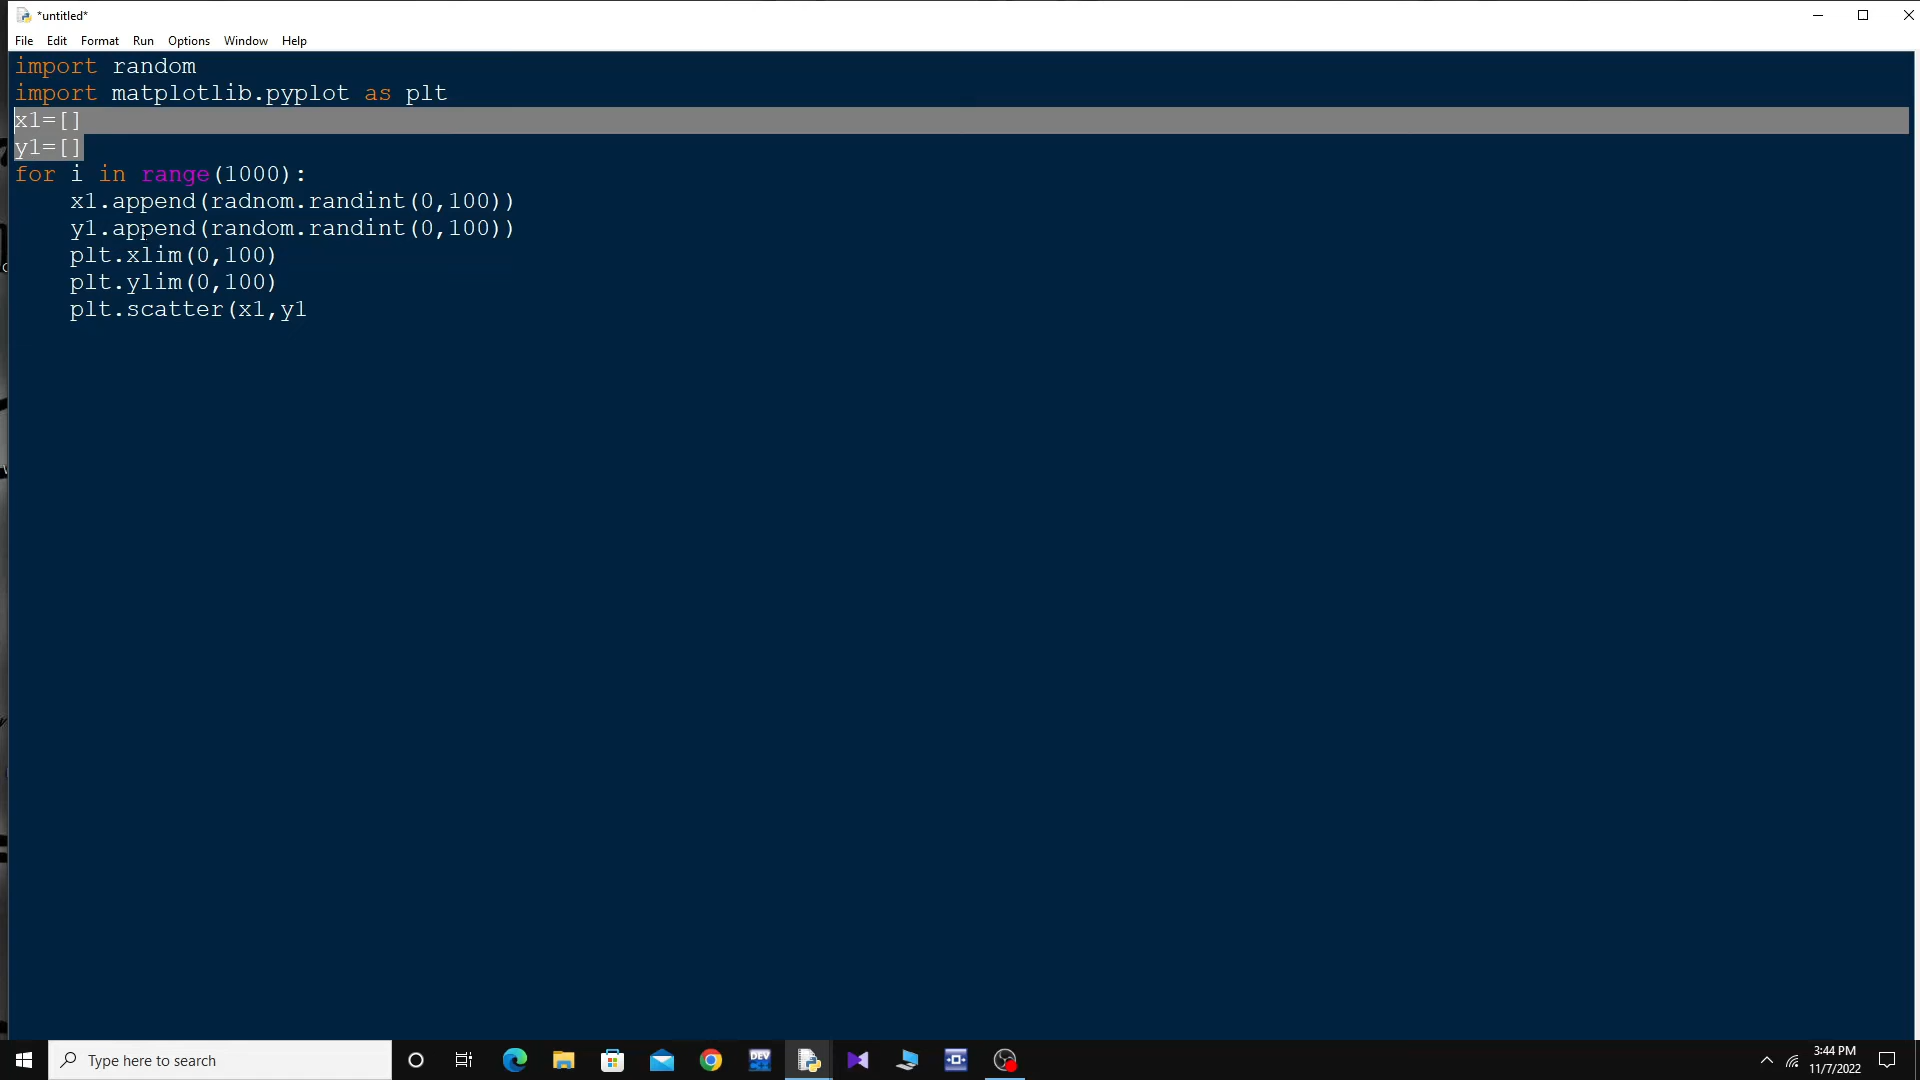 *untitled*
File Edit Format Run Options Window Help
import random
import matplotlib.pyplot as plt
x1=[]
y1=[]
for i in range(1000):
    x1.append(radnom.randint(0,100))
    y1.append(random.randint(0,100))
    plt.xlim(0,100)
    plt.ylim(0,100)
    plt.scatter(x1,y1
Type here to search
DEV
3:44 PM
11/7/2022